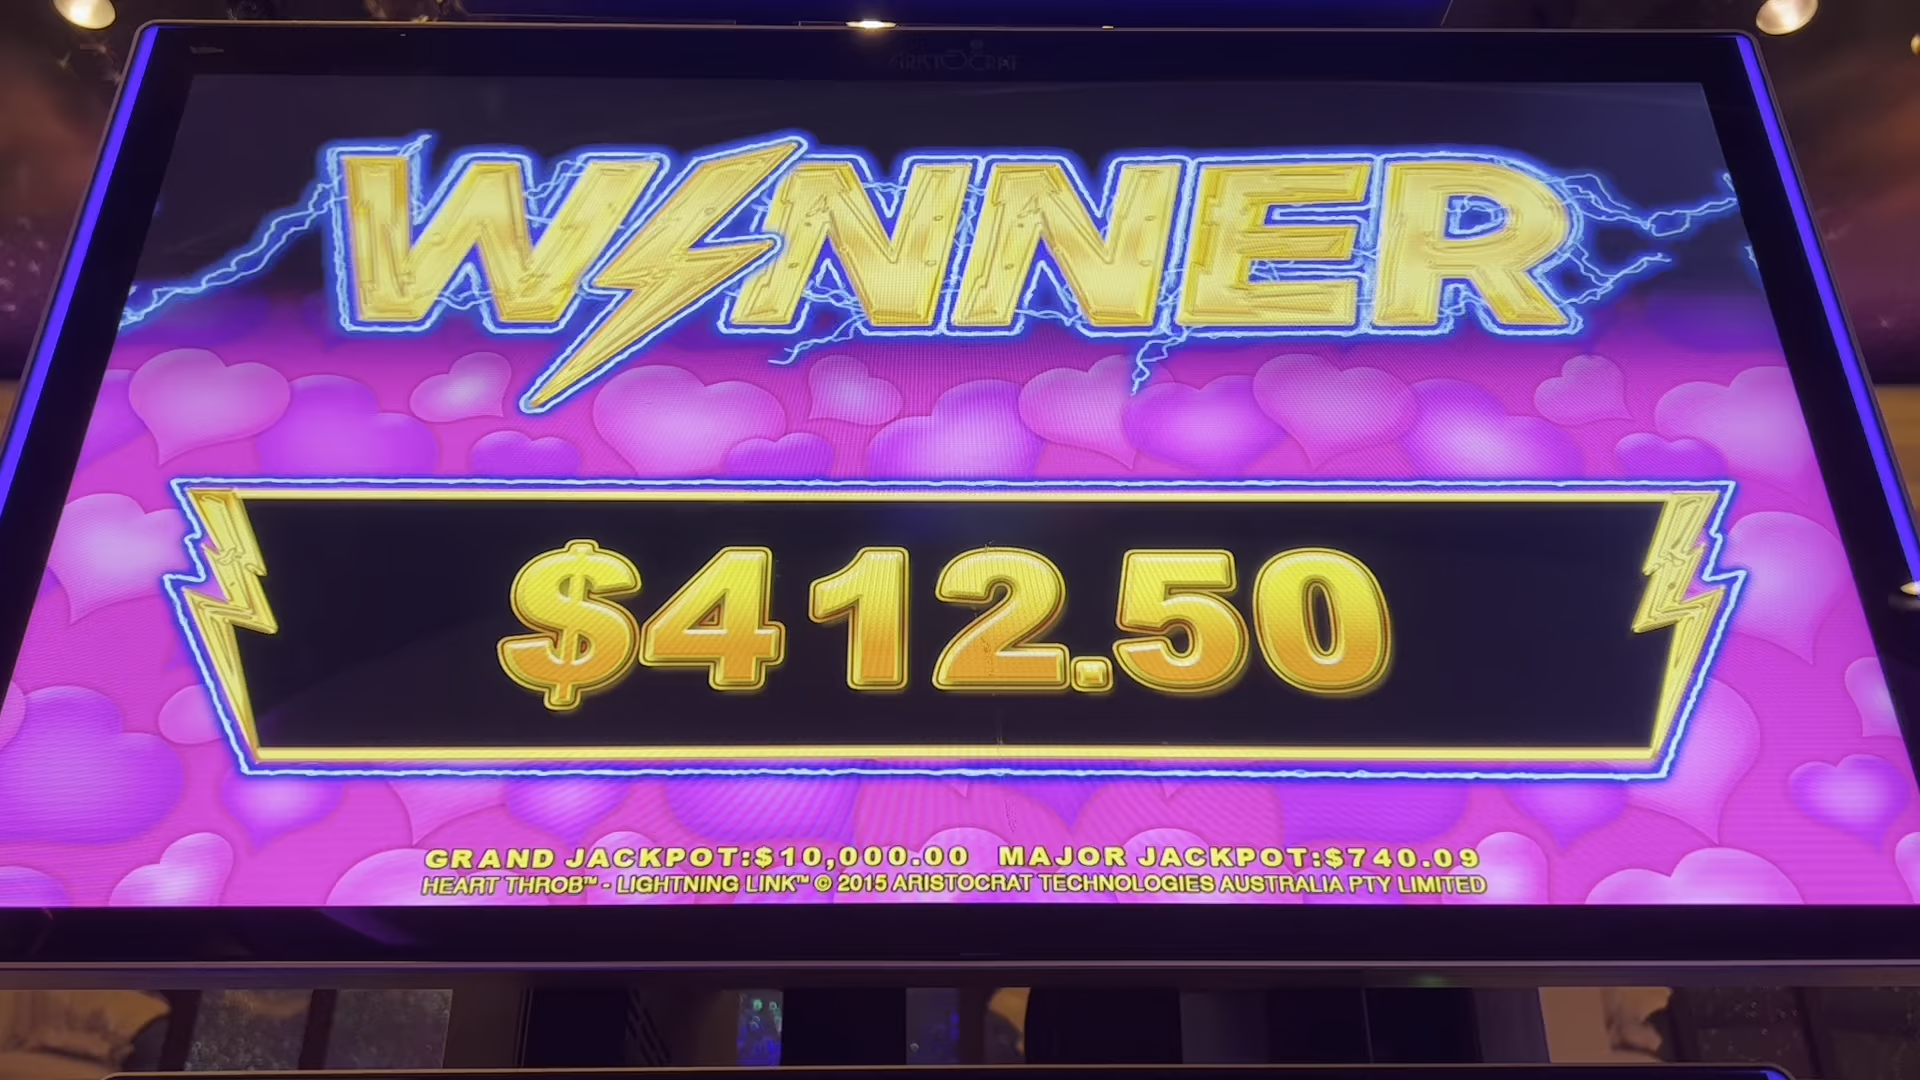 ARISTOCRAT
WINNER
$412.50
GRAND JACKPOT:$10,000.00 MAJOR JACKPOT:$740.09
HEART THROB™ - LIGHTNING LINK™ © 2015 ARISTOCRAT TECHNOLOGIES AUSTRALIA PTY LIMITED